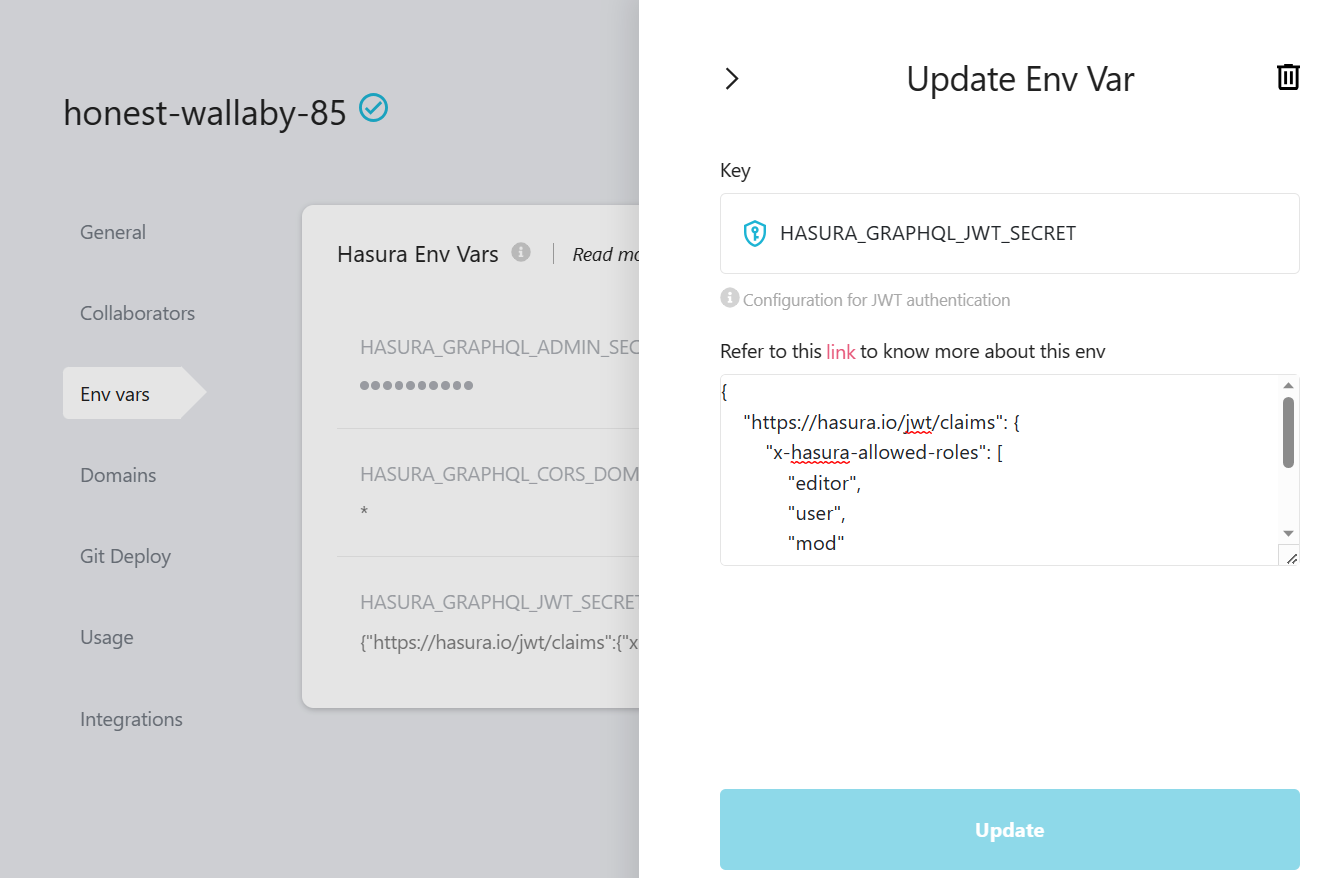 honest-wallaby-85
General
Collaborators
Env vars
Domains
Git Deploy
Usage
Integrations
Hasura Env Vars
Read mo
HASURA_GRAPHQL_ADMIN_SEC
••••••••••
HASURA_GRAPHQL_CORS_DOM
*
HASURA_GRAPHQL_JWT_SECRET
{"https://hasura.io/jwt/claims":{"x
Update Env Var
Key
HASURA_GRAPHQL_JWT_SECRET
Configuration for JWT authentication
Refer to this link to know more about this env
{
"https://hasura.io/jwt/claims": {
"x-hasura-allowed-roles": [
"editor",
"user",
"mod"
Update